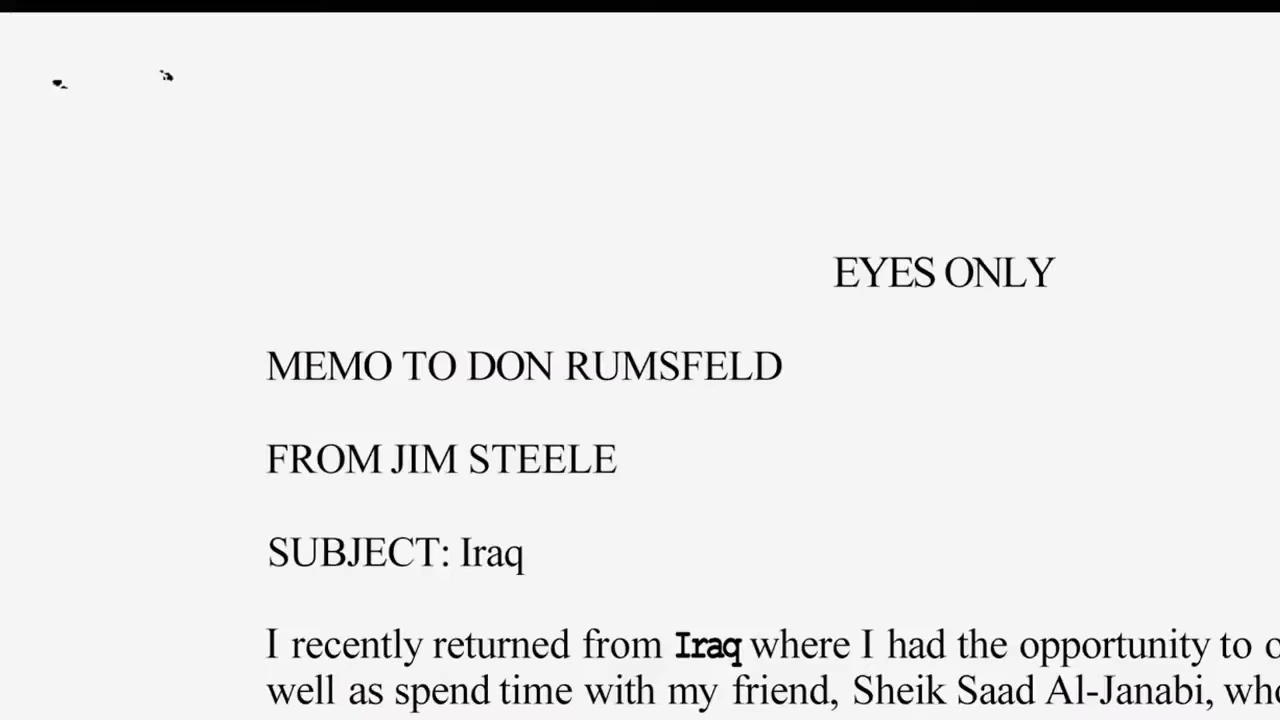 EYES ONLY
MEMO TO DON RUMSFELD
FROM JIM STEELE
SUBJECT: Iraq
I recently returned from Iraq where I had the opportunity to
well as spend time with my friend, Sheik Saad Al-Janabi,